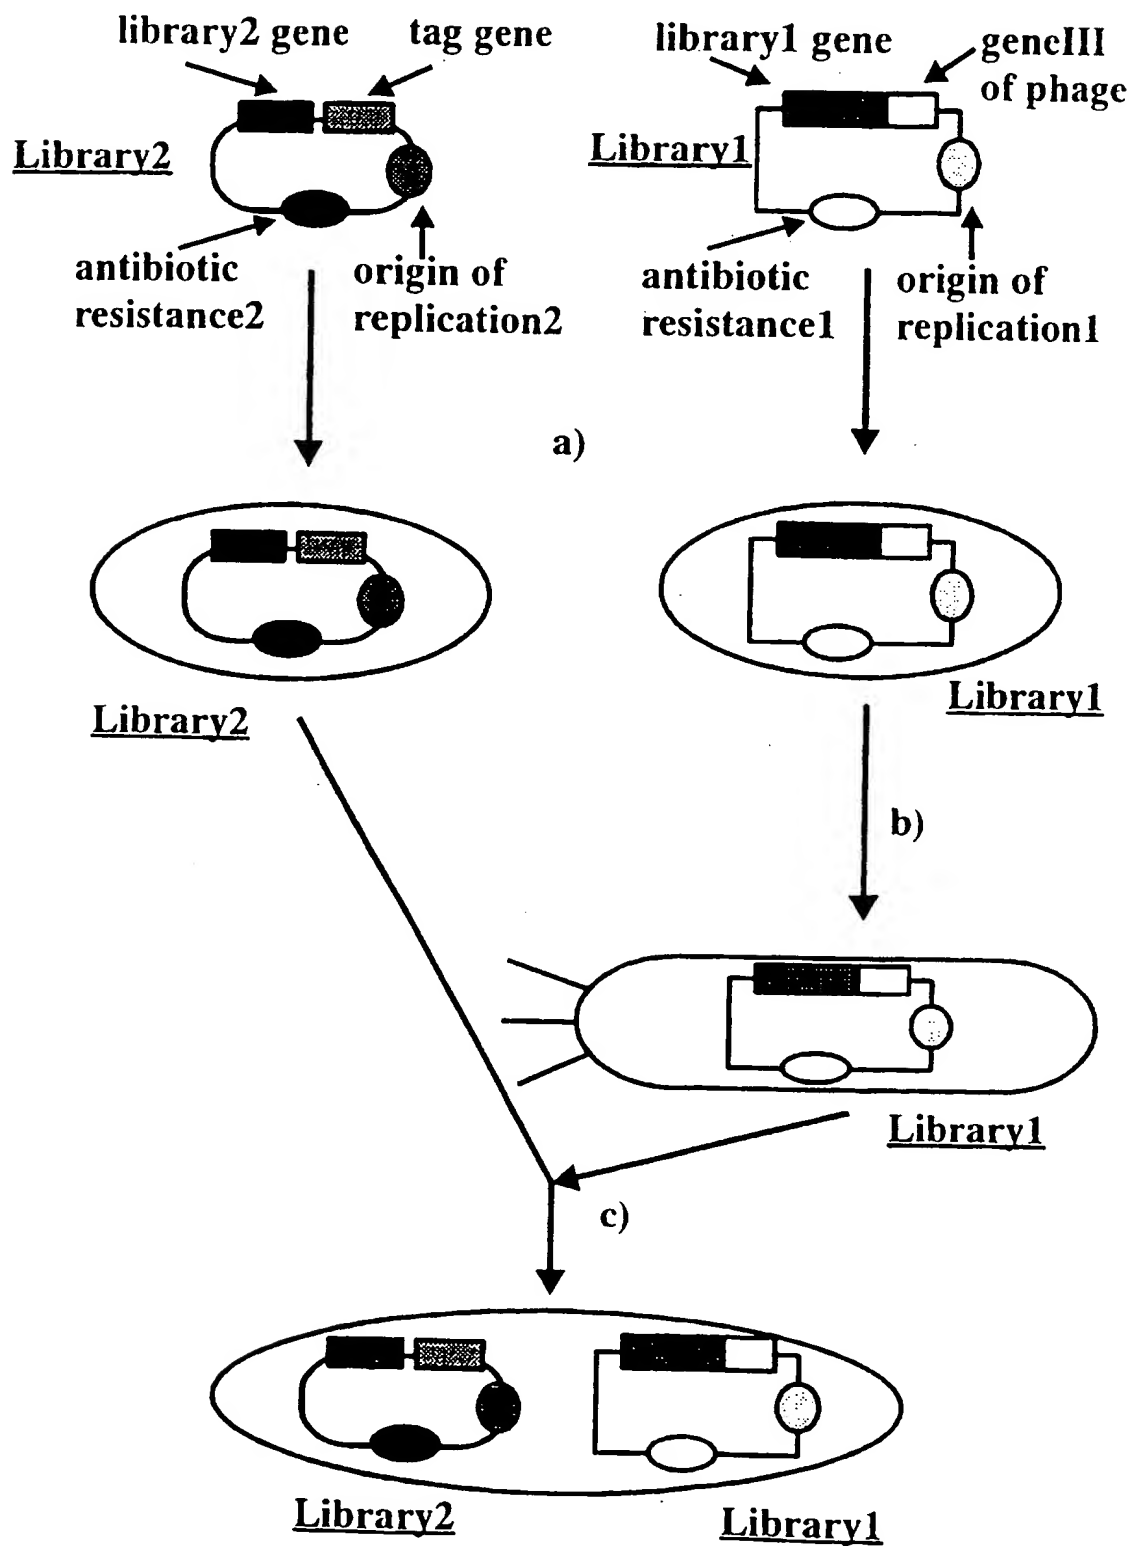 library2 gene
tag gene
library1 gene
geneIII
of phage
Library2
Library1
antibiotic
resistance2
origin of
replication2
antibiotic
resistance1
origin of
replication1
a)
Library2
Library1
b)
Library1
c)
Library2
Library1